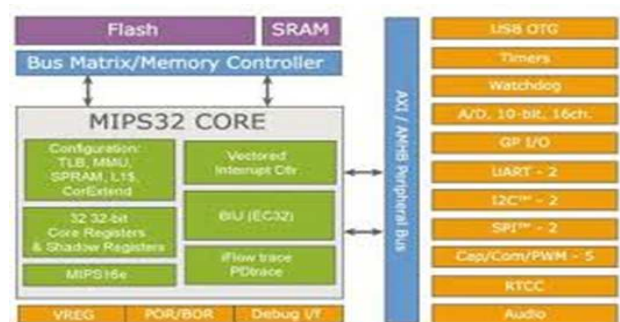 Flash
SRAM
Bus Matrix/Memory Controller
MIPS32 CORE
Configuration:
TLB, MMU,
SPRAM, L1$,
CorExtend
32 32-bit
Core Registers
& Shadow Registers
MIPS16e
Vectored
Interrupt Ctlr
BIU (EC32)
iFlow trace
PDtrace
VREG
POR/BOR
Debug I/f
AXI / AMHB Peripheral Bus
USB OTG
Timers
Watchdog
A/D, 10-bit, 16ch.
GP I/O
UART - 2
I2C™ - 2
SPI™ - 2
Cap/Com/PWM - 5
RTCC
Audio